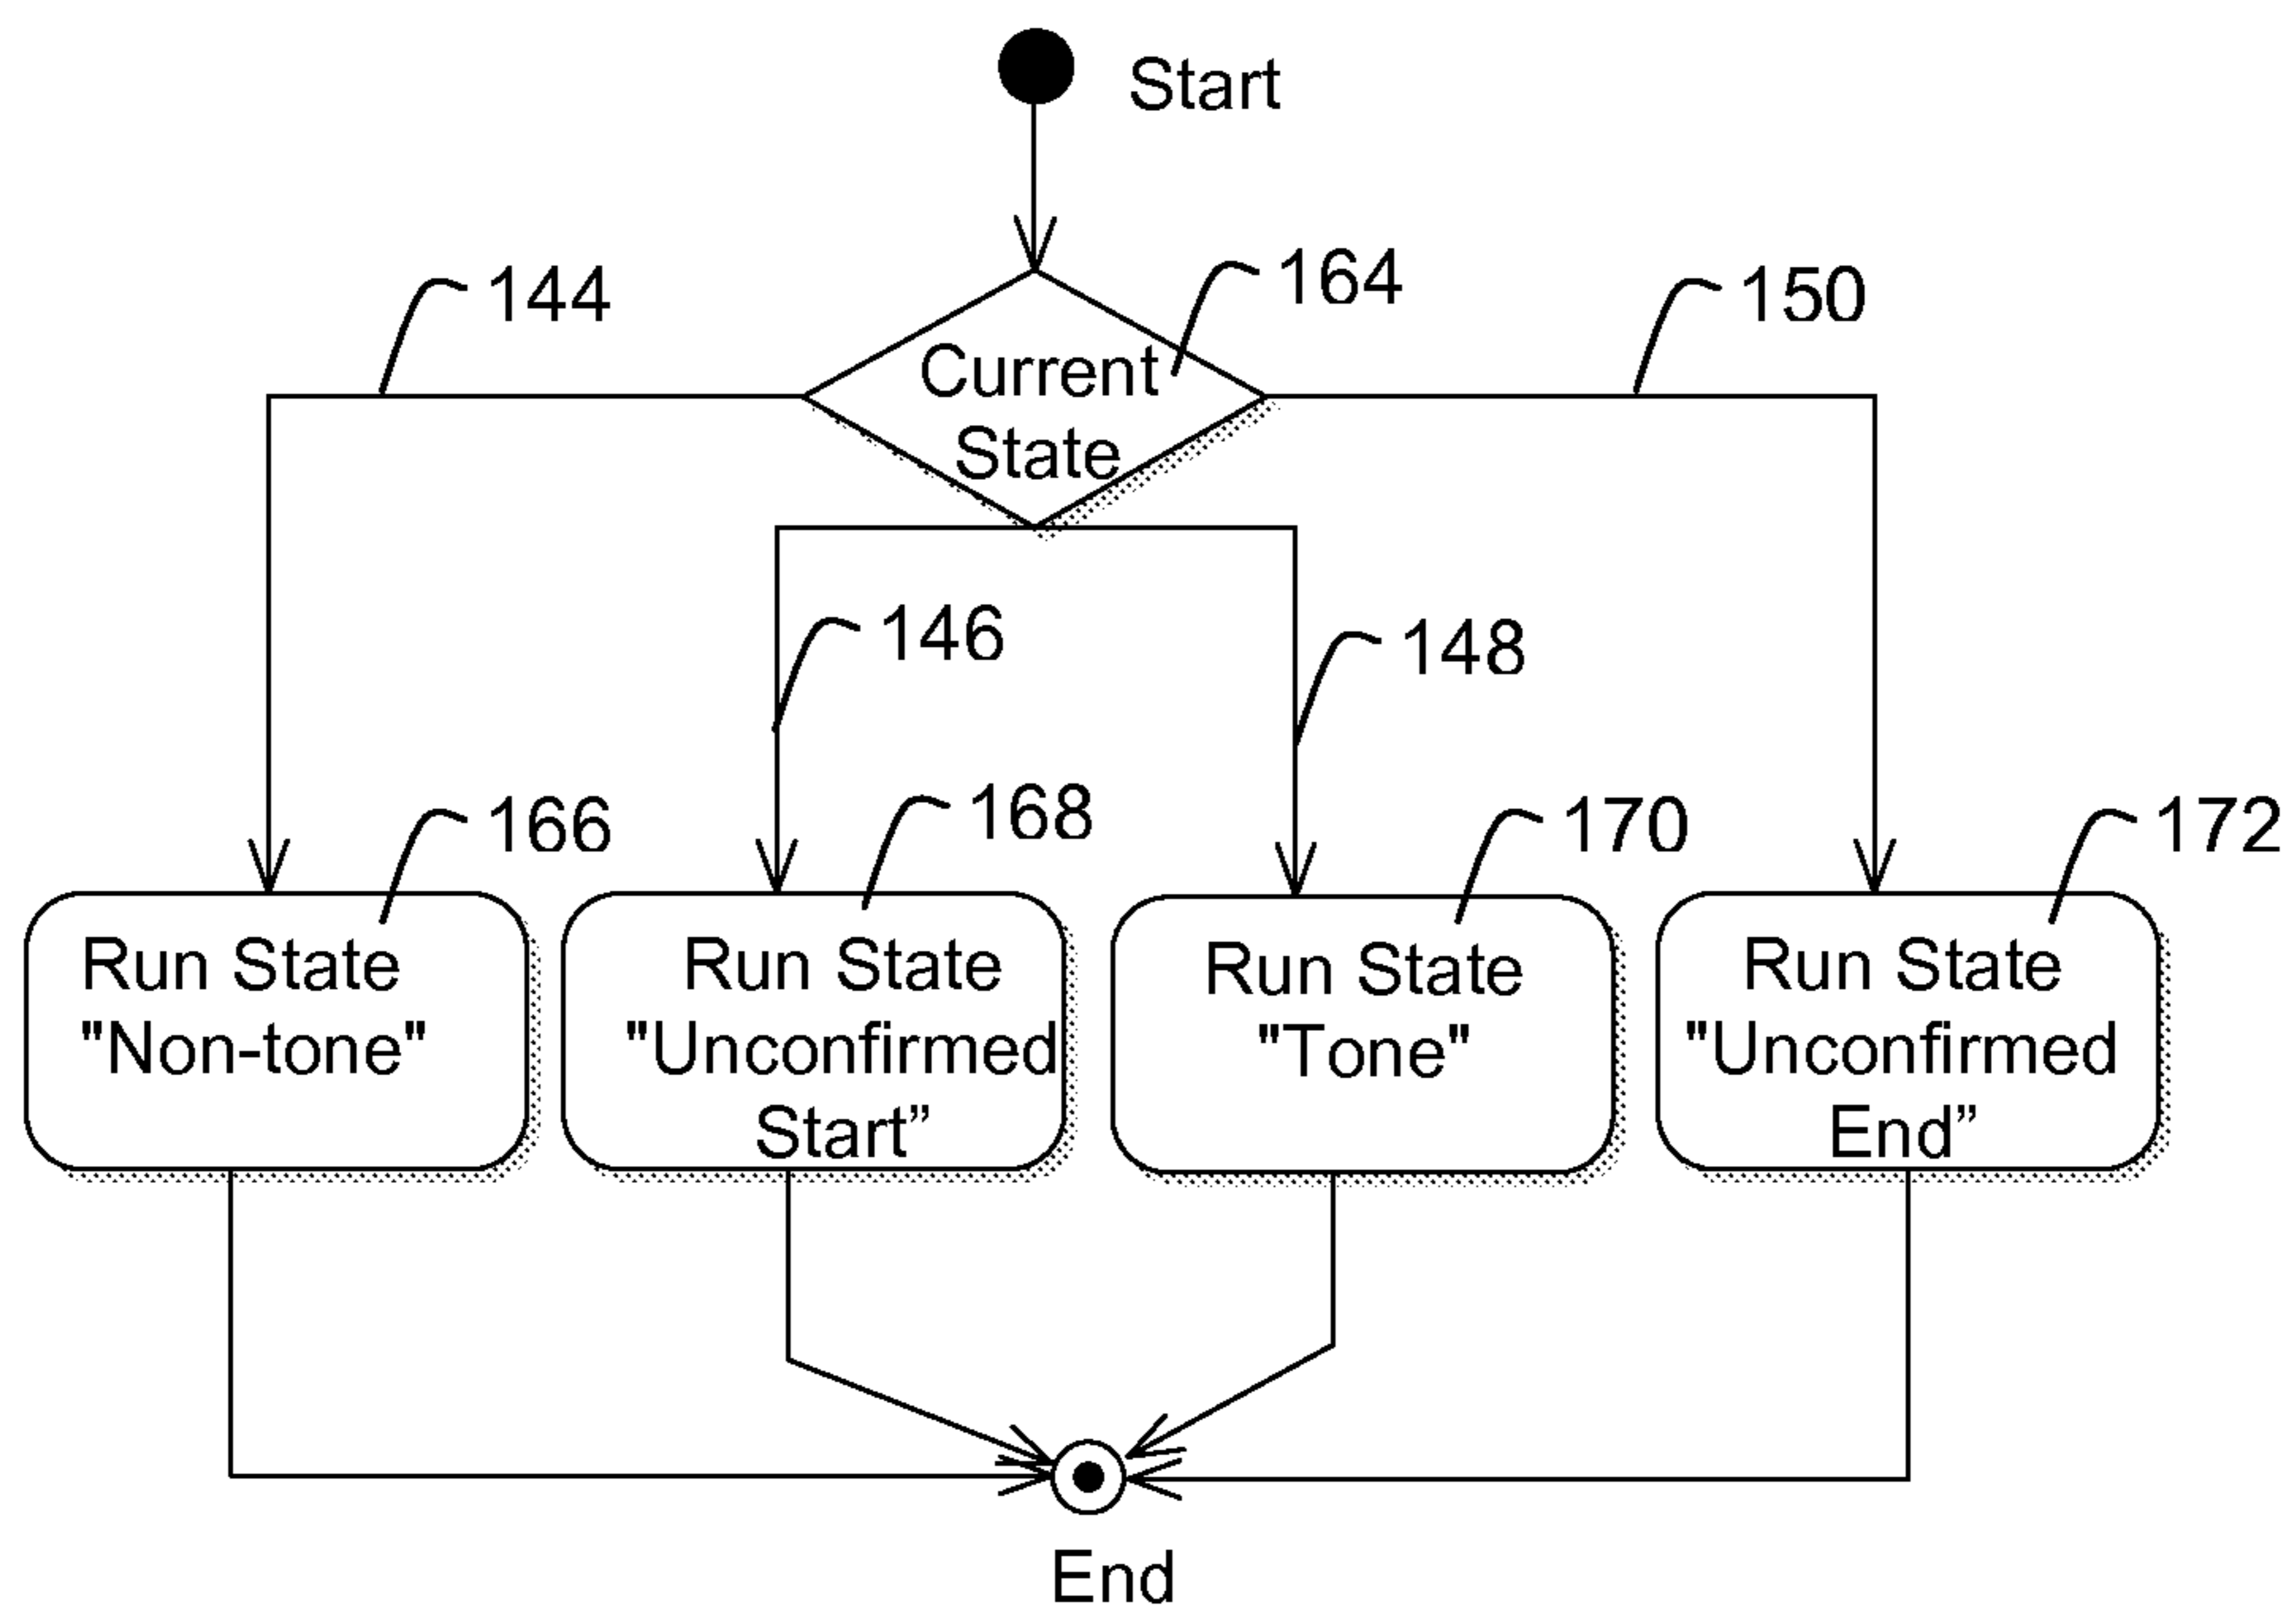 Start
164
144
150
Current
State
146
148
166
168
170
172
Run State
"Non-tone"
Run State
"Unconfirmed
Start”
Run State
"Tone"
Run State
"Unconfirmed
End”
End